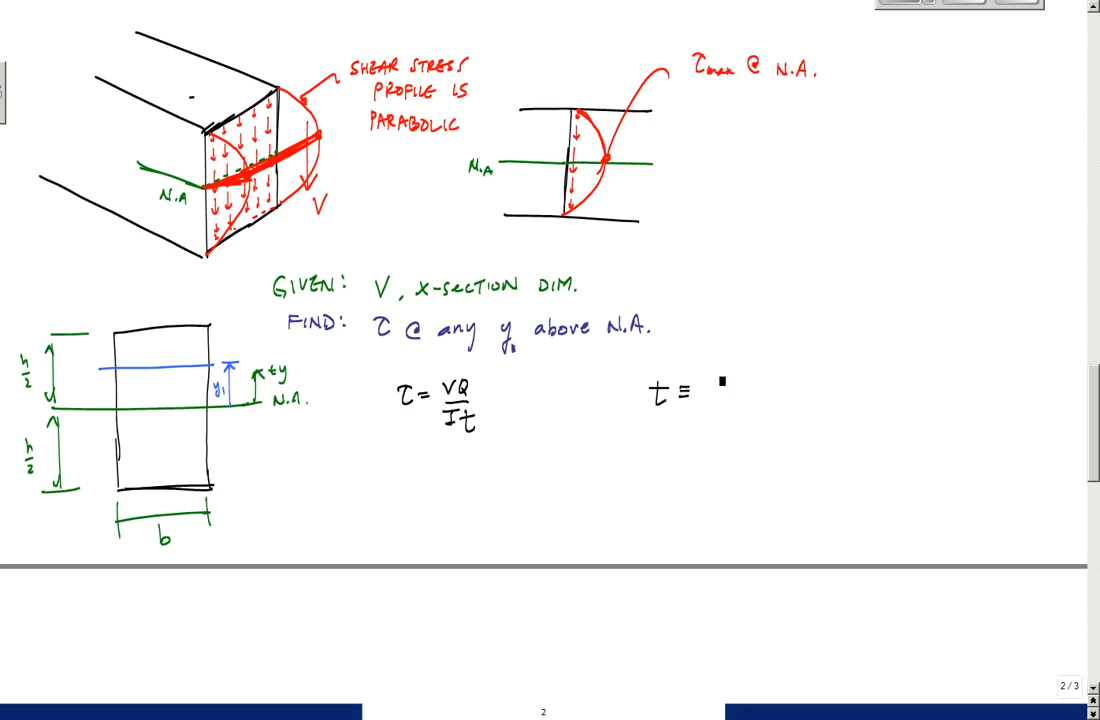 SHEAR STRESS
PROFILE IS
PARABOLIC
τmax @ N.A.
N.A
N.A
V
GIVEN: V, X-SECTION DIM.
FIND: τ @ any y₁ above N.A.
h/2
y₁
+y
N.A.
τ = VQ/It
t ≡
h/2
b
2/3
2